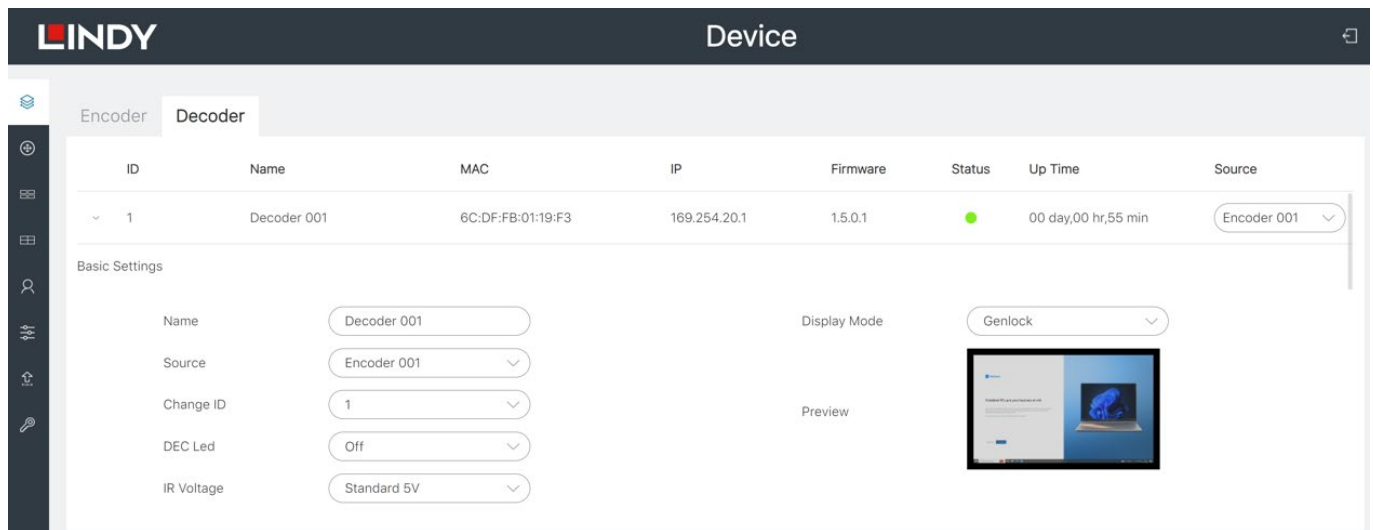 LINDY
Device
Encoder Decoder
ID Name MAC IP Firmware Status Up Time Source
1 Decoder 001 6C:DF:FB:01:19:F3 169.254.20.1 1.5.0.1 00 day,00 hr,55 min Encoder 001
Basic Settings
Name Decoder 001 Display Mode Genlock
Source Encoder 001
Change ID 1 Preview
DEC Led Off
IR Voltage Standard 5V